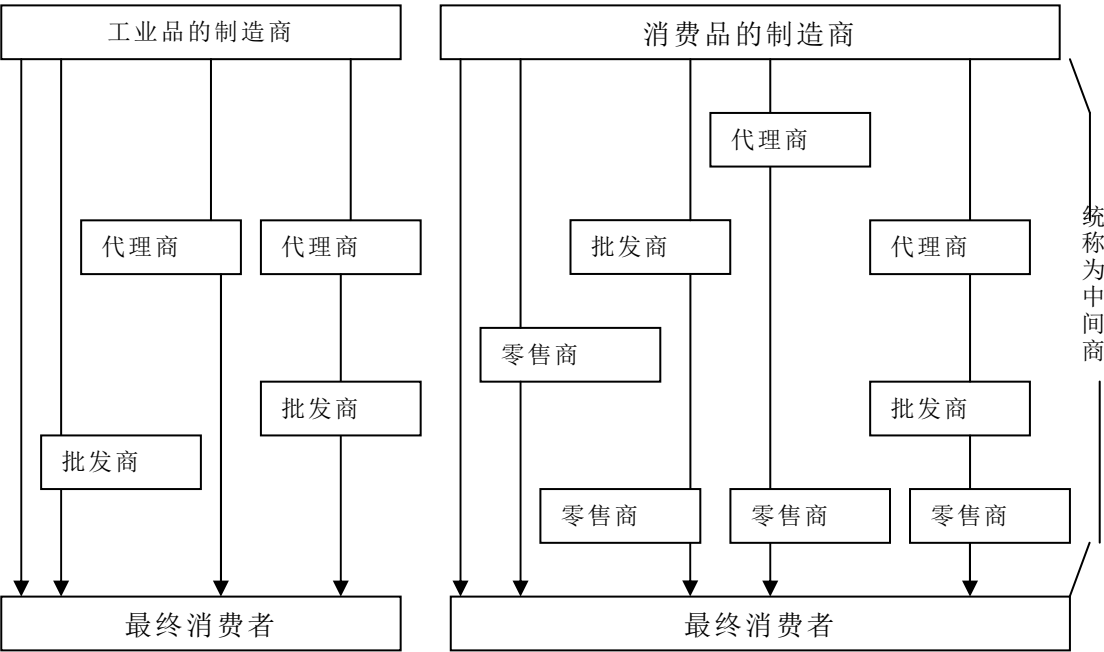 工业品的制造商
消费品的制造商
代理商
代理商
代理商
批发商
代理商
统称为中间商
零售商
批发商
批发商
批发商
零售商
零售商
零售商
最终消费者
最终消费者